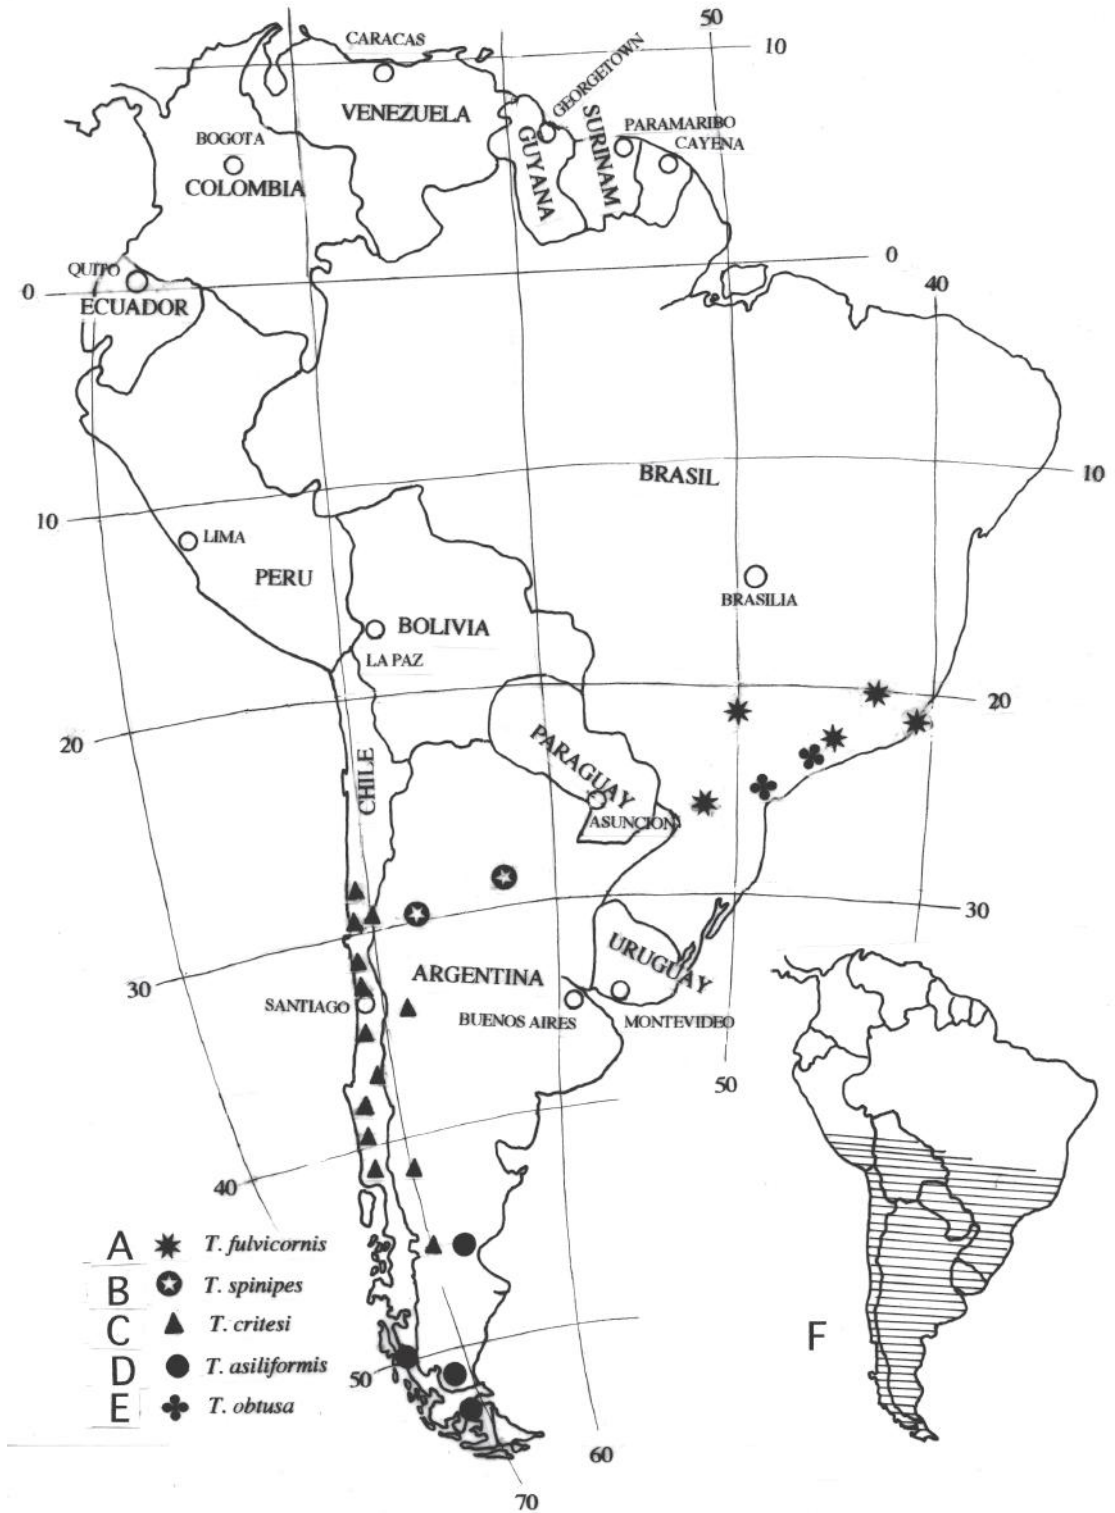 50
CARACAS
10
GEORGETOWN
VENEZUELA
SURINAM
PARAMARIBO
BOGOTA
CAYENA
GUYANA
COLOMBIA
0
QUITO
40
0
ECUADOR
BRASIL
10
10
LIMA
PERU
BRASILIA
BOLIVIA
LA PAZ
20
20
PARAGUAY
CHILE
ASUNCION
30
URUGUAY
ARGENTINA
30
SANTIAGO
BUENOS AIRES
MONTEVIDEO
50
40
A T. fulvicornis
B T. spinipes
C T. critesi
D T. asiliformis
E T. obtusa
F
50
60
70